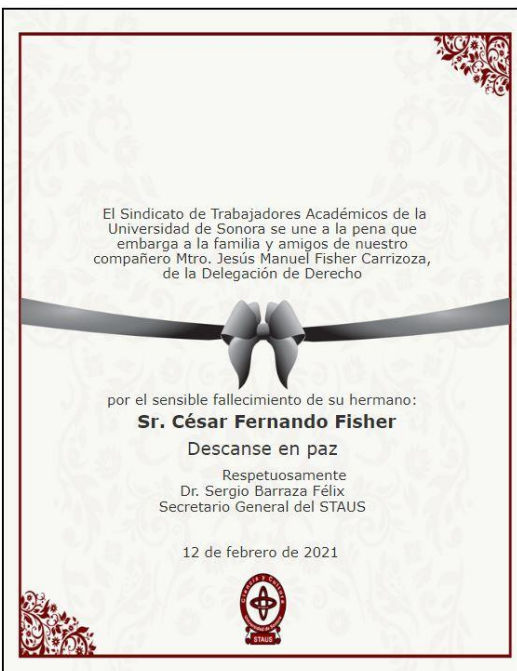 El Sindicato de Trabajadores Académicos de la
Universidad de Sonora se une a la pena que
embarga a la familia y amigos de nuestro
compañero Mtro. Jesús Manuel Fisher Carrizoza,
de la Delegación de Derecho
por el sensible fallecimiento de su hermano:
Sr. César Fernando Fisher
Descanse en paz
Respetuosamente
Dr. Sergio Barraza Félix
Secretario General del STAUS
12 de febrero de 2021
Ciencia y Cultura
STAUS